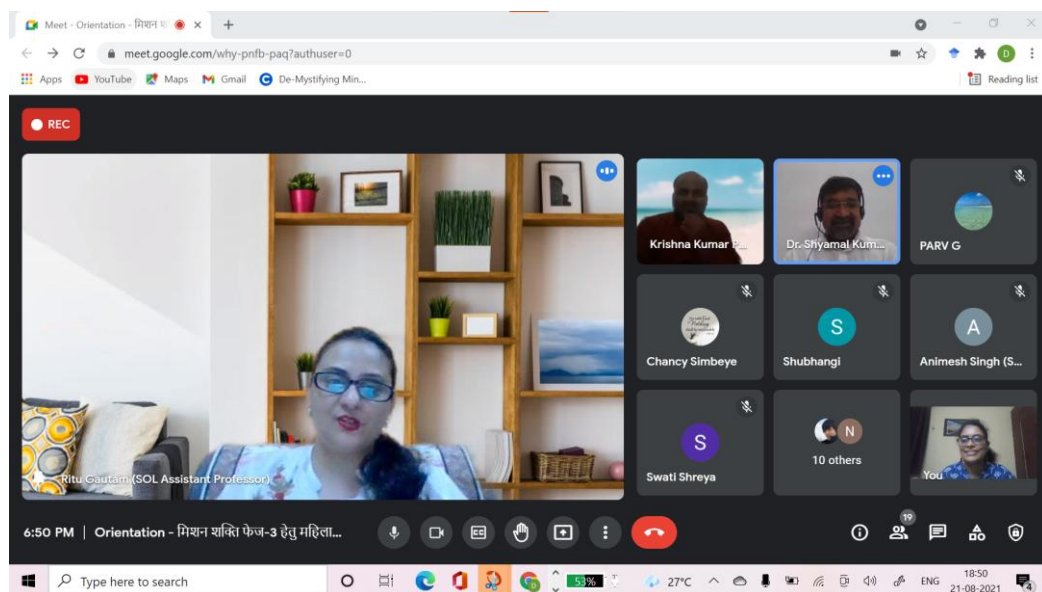 Meet - Orientation - मिशन श
meet.google.com/why-pnfb-paq?authuser=0
D
Apps YouTube Maps Gmail De-Mystifying Min... Reading list
REC
Krishna Kumar P...
Dr. Shyamal Kum...
PARV G
Chancy Simbeye
S
Shubhangi
A
Animesh Singh (S...
Ritu Gautam (SOL Assistant Professor)
S
Swati Shreya
N
10 others
You
6:50 PM | Orientation - मिशन शक्ति फेज-3 हेतु महिला...
CC
19
Type here to search
53%
27°C
ENG
18:50
21-08-2021
4